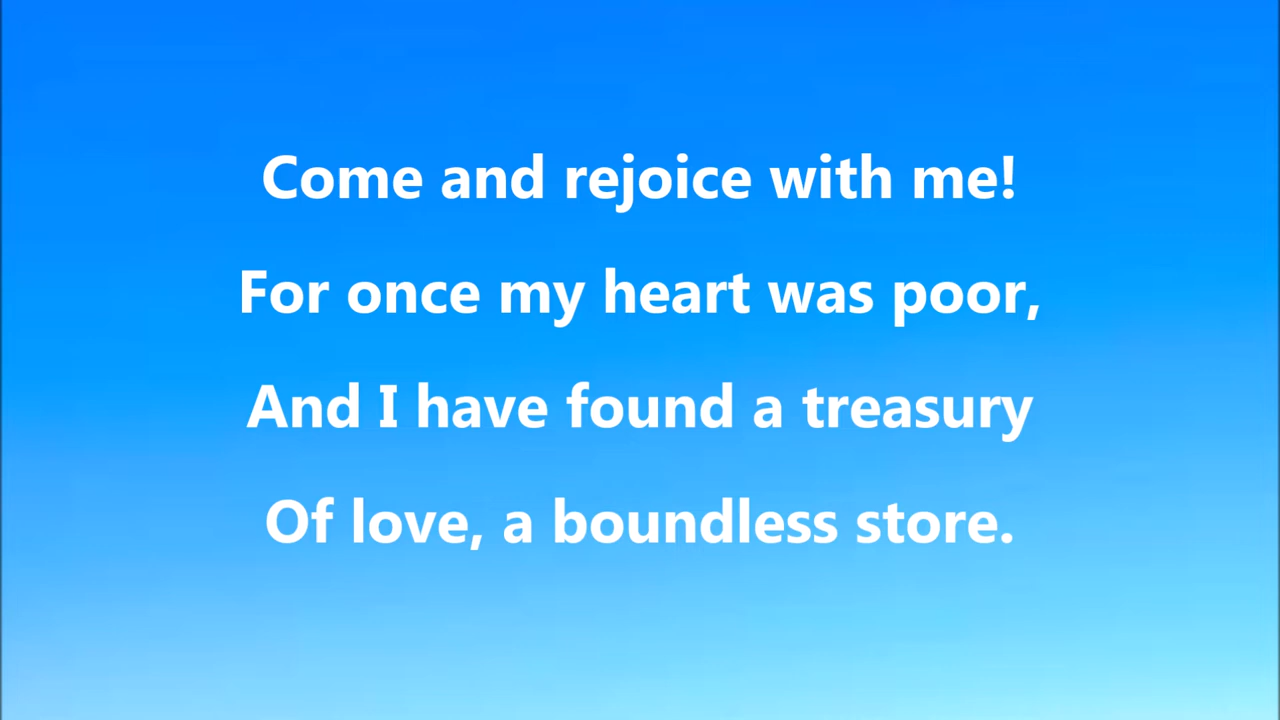 Come and rejoice with me!
For once my heart was poor,
And I have found a treasury
Of love, a boundless store.